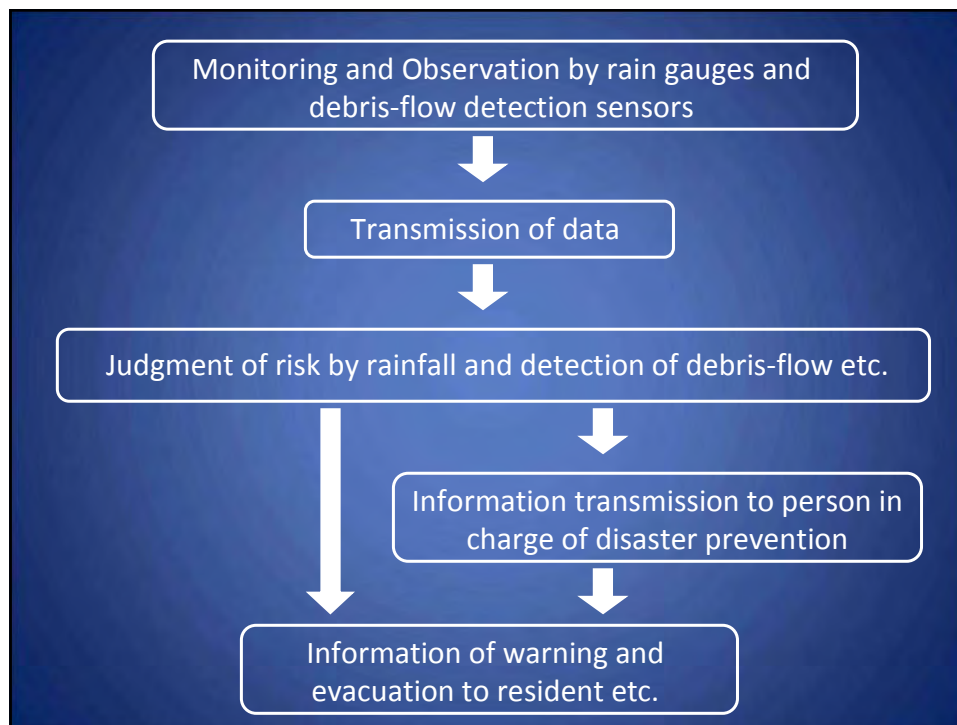 Monitoring and Observation by rain gauges and
debris-flow detection sensors
Transmission of data
Judgment of risk by rainfall and detection of debris-flow etc.
Information transmission to person in
charge of disaster prevention
Information of warning and
evacuation to resident etc.